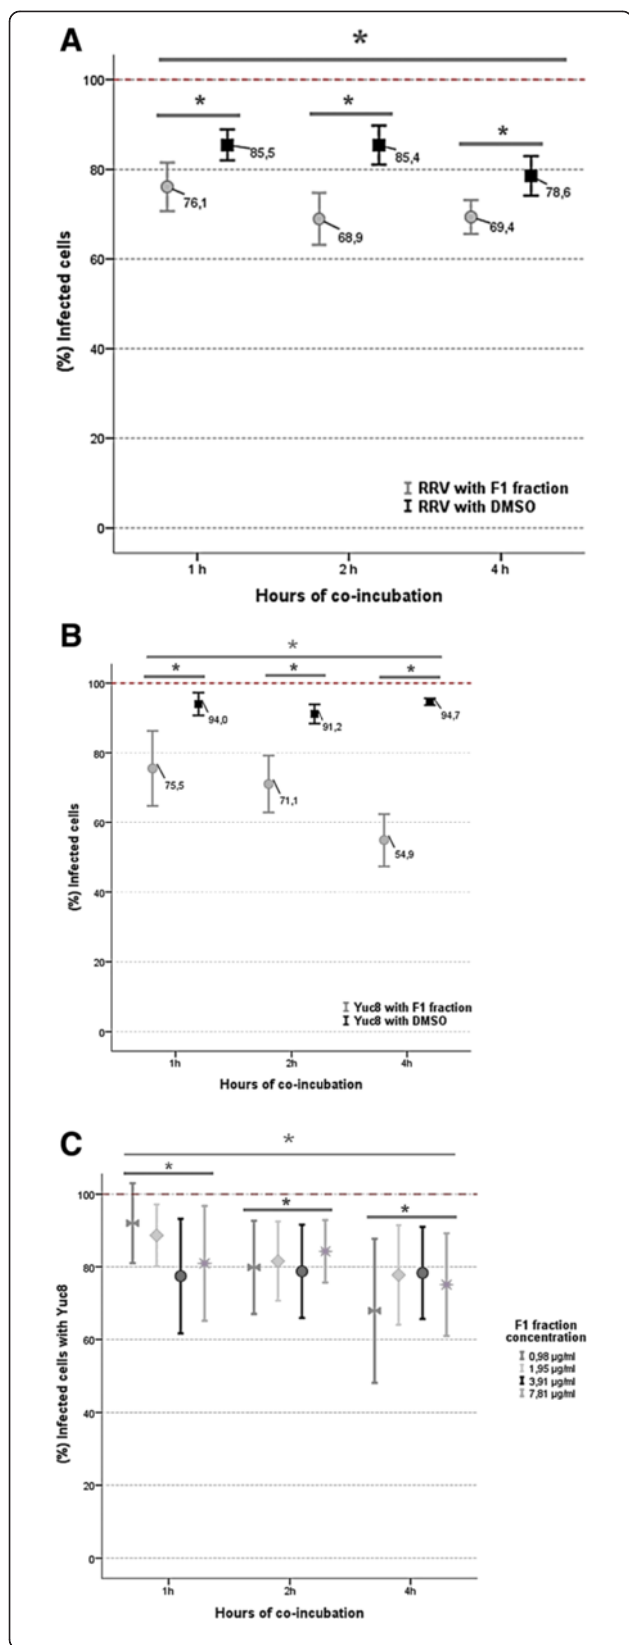 A
*
100
* * *
85,5
85,4
80
78,6
76,1
68,9
69,4
60
40
20
0
(%) Infected cells
RRV with F1 fraction
RRV with DMSO
1 h 2 h 4 h
Hours of co-incubation
B
*
* * *
100
94,0
91,2
94,7
80
75,5
71,1
60
54,9
40
20
0
(%) Infected cells
Yuc8 with F1 fraction
Yuc8 with DMSO
1h 2h 4h
Hours of co-incubation
C
*
* * *
100
80
60
40
20
0
(%) Infected cells with Yuc8
F1 fraction
concentration
0,98 µg/ml
1,95 µg/ml
3,91 µg/ml
7,81 µg/ml
1h 2h 4h
Hours of co-incubation